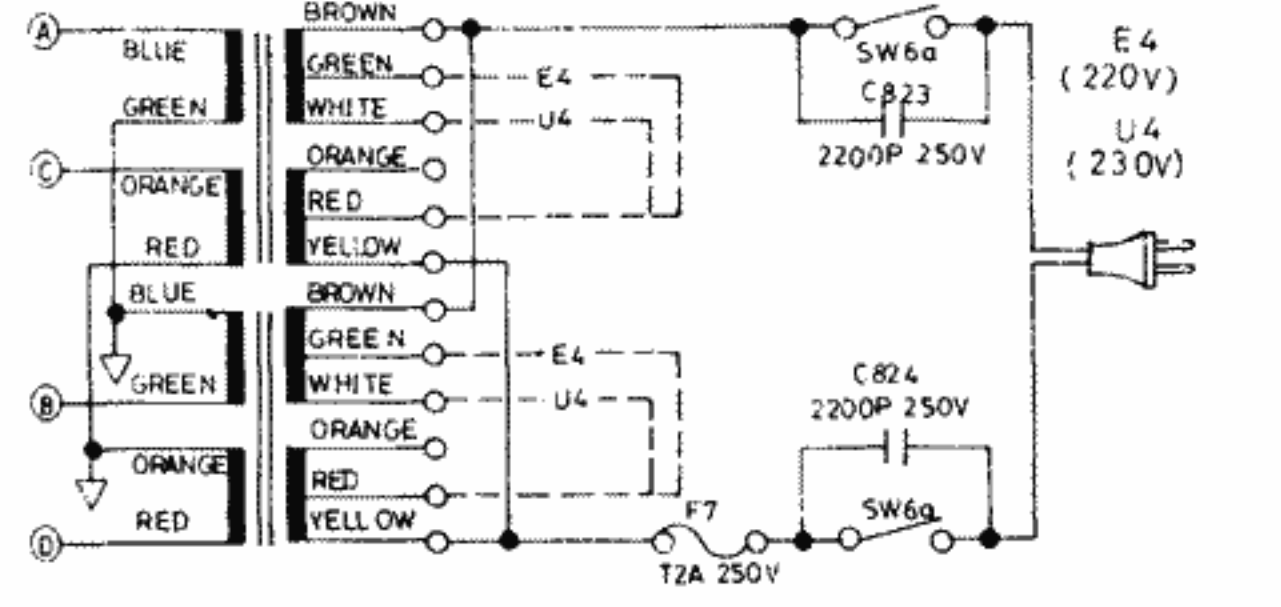 BROWN
A
BLUE
GREEN
E4
SW6a
E4
(220V)
GREEN
WHITE
U4
C823
U4
(230V)
ORANGE
2200P 250V
C
ORANGE
RED
RED
YELLOW
BLUE
BROWN
GREEN
E4
GREEN
WHITE
U4
C824
2200P 250V
B
ORANGE
ORANGE
RED
F7
SW6g
RED
YELLOW
D
T2A 250V